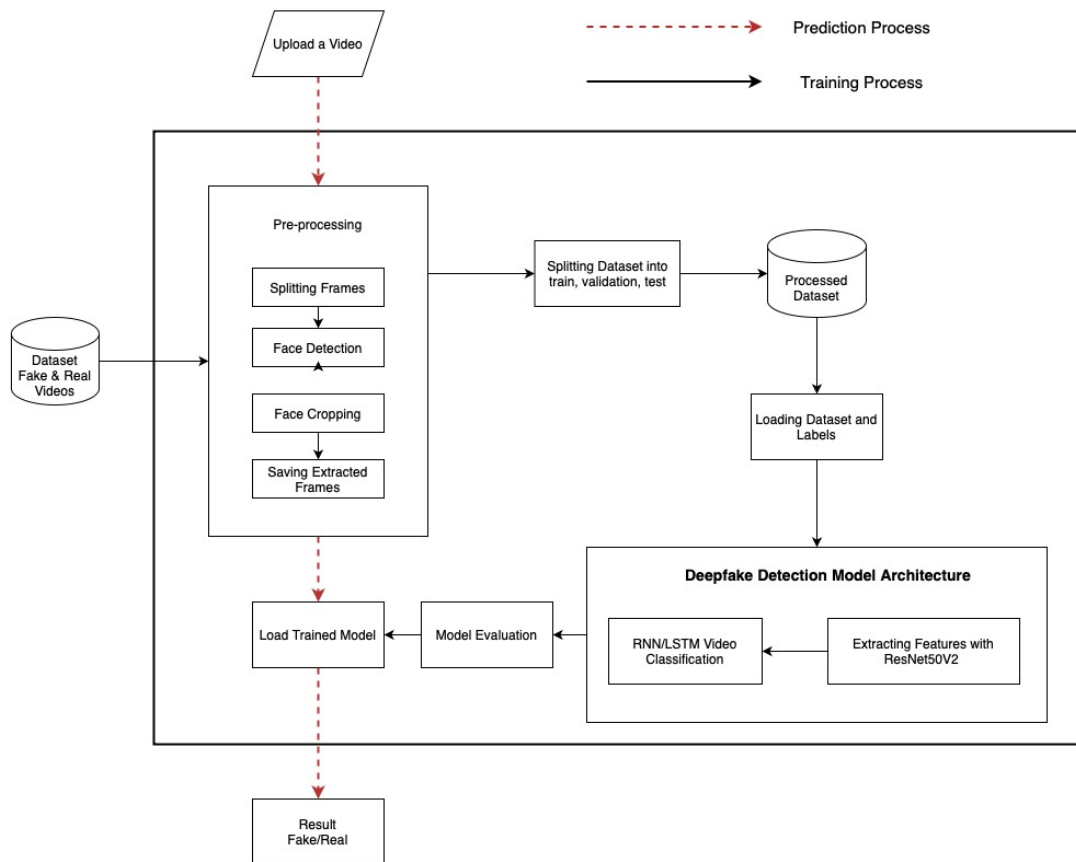 Upload a Video
Prediction Process
Training Process
Pre-processing
Splitting Frames
Face Detection
Face Cropping
Saving Extracted
Frames
Dataset
Fake & Real
Videos
Splitting Dataset into
train, validation, test
Processed
Dataset
Loading Dataset and
Labels
Deepfake Detection Model Architecture
RNN/LSTM Video
Classification
Extracting Features with
ResNet50V2
Model Evaluation
Load Trained Model
Result
Fake/Real